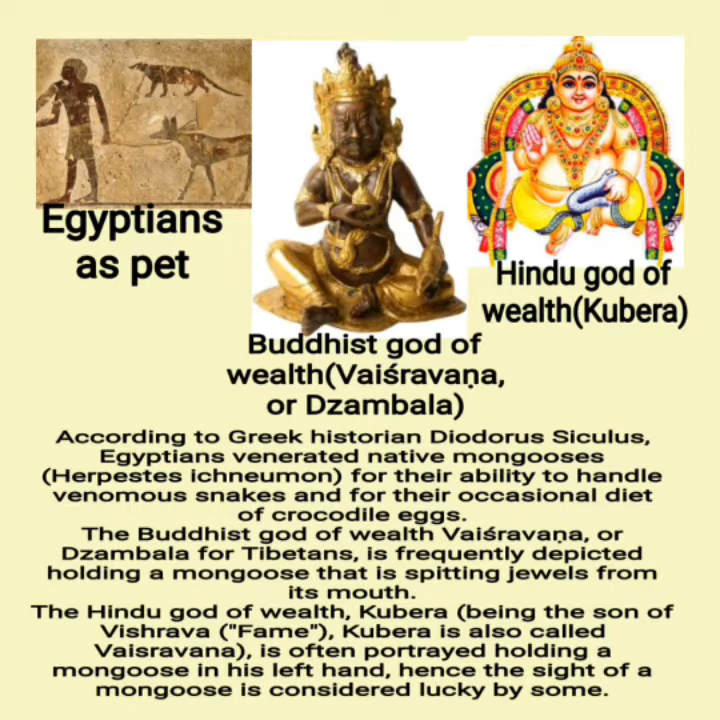 Egyptians
as pet
Hindu god of
wealth(Kubera)
Buddhist god of
wealth(Vaiśravaṇa,
or Dzambala)
According to Greek historian Diodorus Siculus,
Egyptians venerated native mongooses
(Herpestes ichneumon) for their ability to handle
venomous snakes and for their occasional diet
of crocodile eggs.
The Buddhist god of wealth Vaiśravaṇa, or
Dzambala for Tibetans, is frequently depicted
holding a mongoose that is spitting jewels from
its mouth.
The Hindu god of wealth, Kubera (being the son of
Vishrava ("Fame"), Kubera is also called
Vaisravana), is often portrayed holding a
mongoose in his left hand, hence the sight of a
mongoose is considered lucky by some.